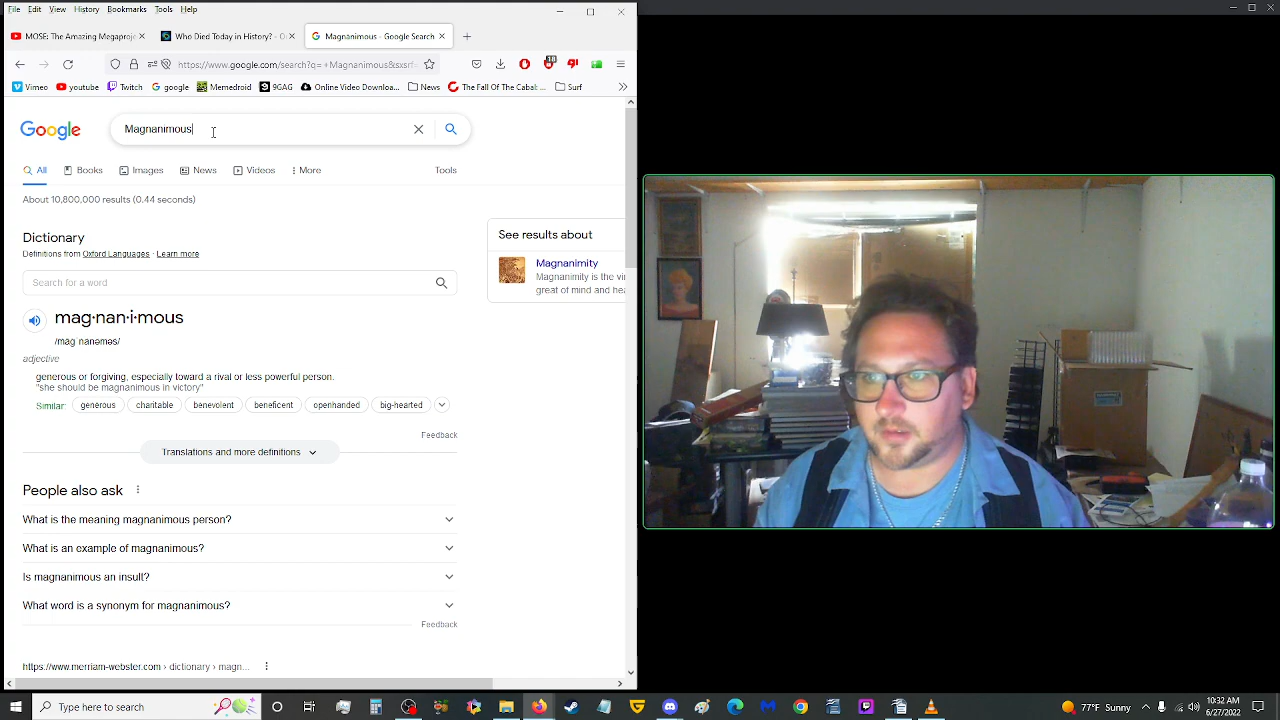 File Edit View History Bookmarks Tools Help
MOSE: The Amazing Megaproje
Who Died Today in History? - O
Magnanimous - Google Search
https://www.google.com/search?q=+Magnanimous&sxsrf
Vimeo youtube Twitch google Memedroid 9GAG Online Video Downloa... News The Fall Of The Cabal:... Surf
Google
Magnanimous
All Books Images News Videos More Tools
About 10,800,000 results (0.44 seconds)
Dictionary
Definitions from Oxford Languages · Learn more
Search for a word
mag·nan·i·mous
/maɡˈnanəməs/
adjective
generous or forgiving, especially toward a rival or less powerful person.
"she should be magnanimous in victory"
Similar: generous charitable benevolent beneficent openhanded big-hearted
Feedback
Translations and more definitions
See results about
Magnanimity
Magnanimity is the vi
great of mind and hea
People also ask
What is the meaning magnanimous person?
What is an example of magnanimous?
Is magnanimous an insult?
What word is a synonym for magnanimous?
Feedback
https://www.merriam-webster.com › dictionary › magn...
Type here to search
77°F Sunny
10:32 AM
6/27/2022